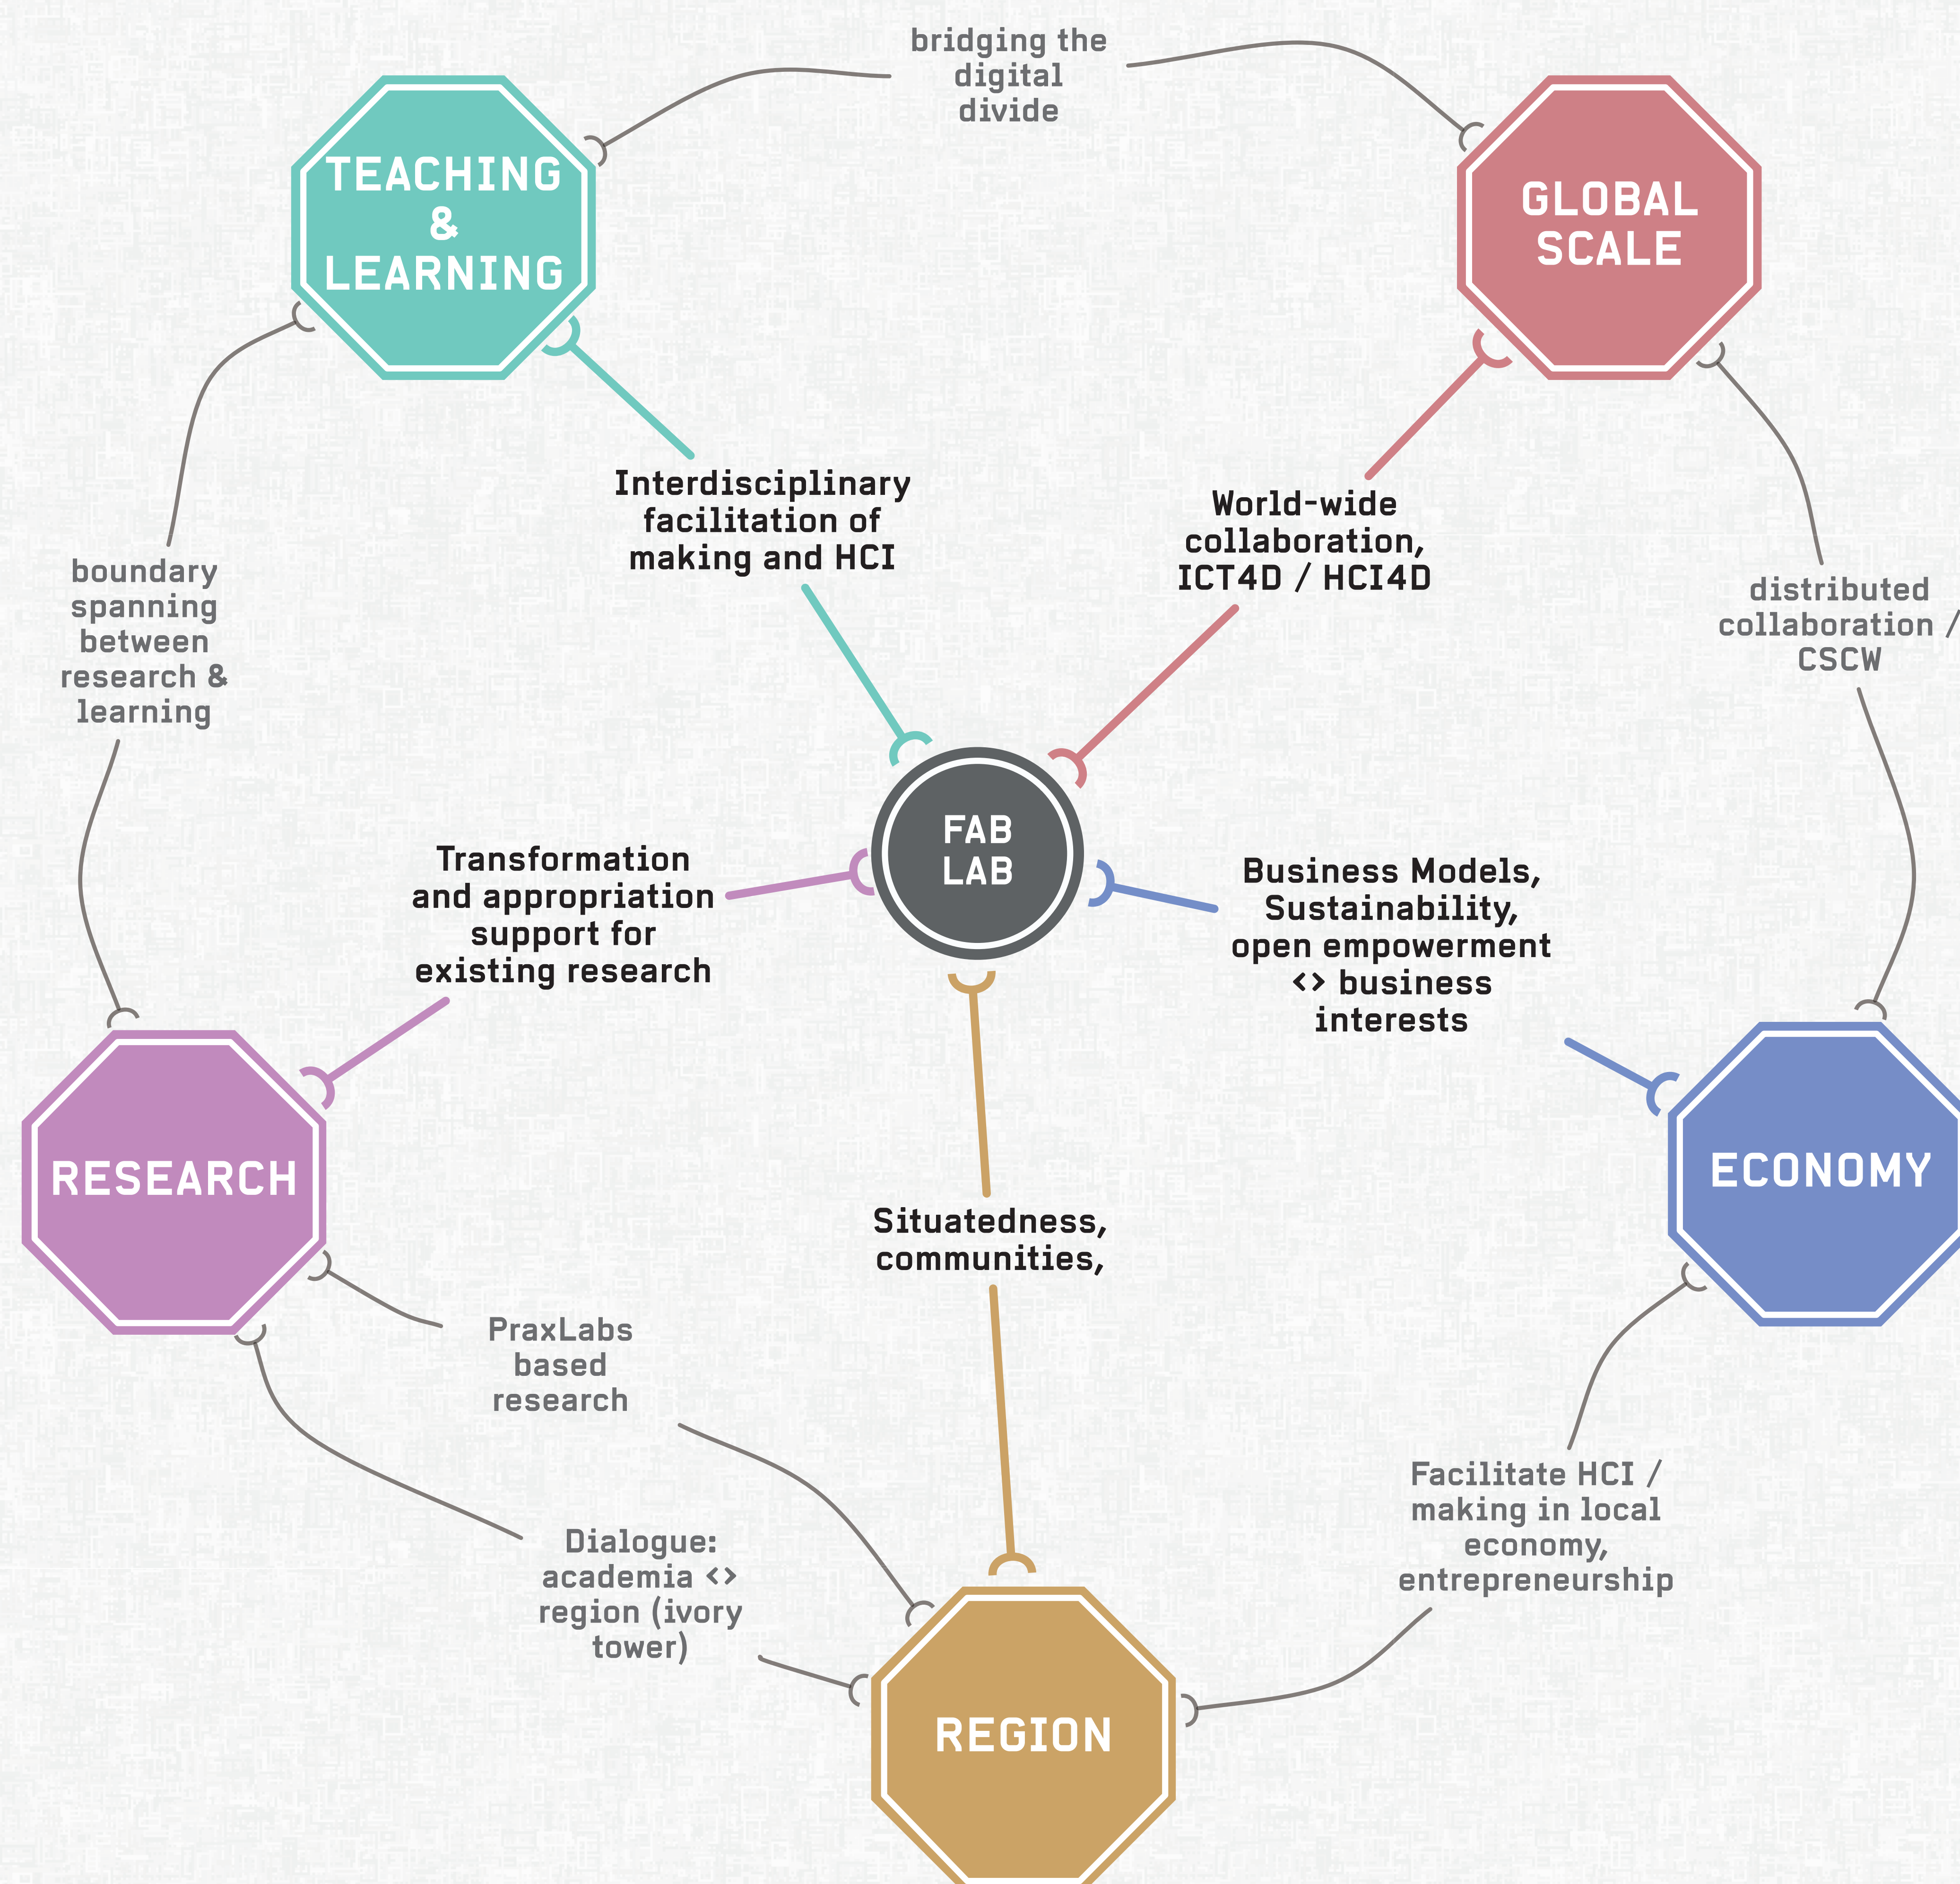 bridging the
digital
divide
TEACHING
&
LEARNING
GLOBAL
SCALE
Interdisciplinary
facilitation of
making and HCI
World-wide
collaboration,
ICT4D / HCI4D
boundary
spanning
between
research &
learning
distributed
collaboration /
CSCW
FAB
LAB
Transformation
and appropriation
support for
existing research
Business Models,
Sustainability,
open empowerment
<> business
interests
RESEARCH
ECONOMY
Situatedness,
communities,
PraxLabs
based
research
Facilitate HCI /
making in local
economy,
entrepreneurship
Dialogue:
academia <>
region (ivory
tower)
REGION